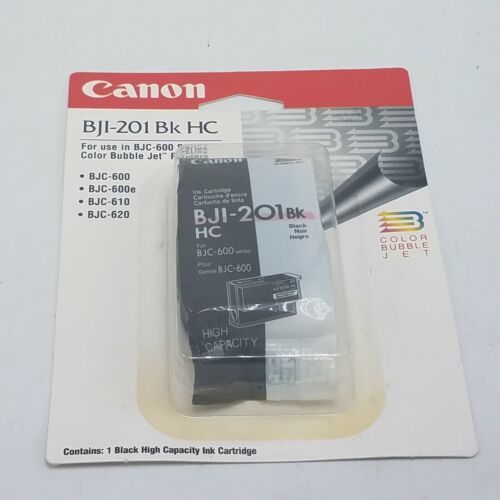 Canon
BJI-201 Bk HC
For use in BJC-600
Color Bubble Jet™
• BJC-600
• BJC-600e
• BJC-610
• BJC-620
Canon
Ink Cartridge
Cartouche d'encre
Cartucho de tinta
BJI-201BK
HC
Black
Noir
Negro
For
BJC-600 series
Pour
Gamme BJC-600
HIGH
CAPACITY
COLOR
BUBBLE
JET
™
Contains: 1 Black High Capacity Ink Cartridge